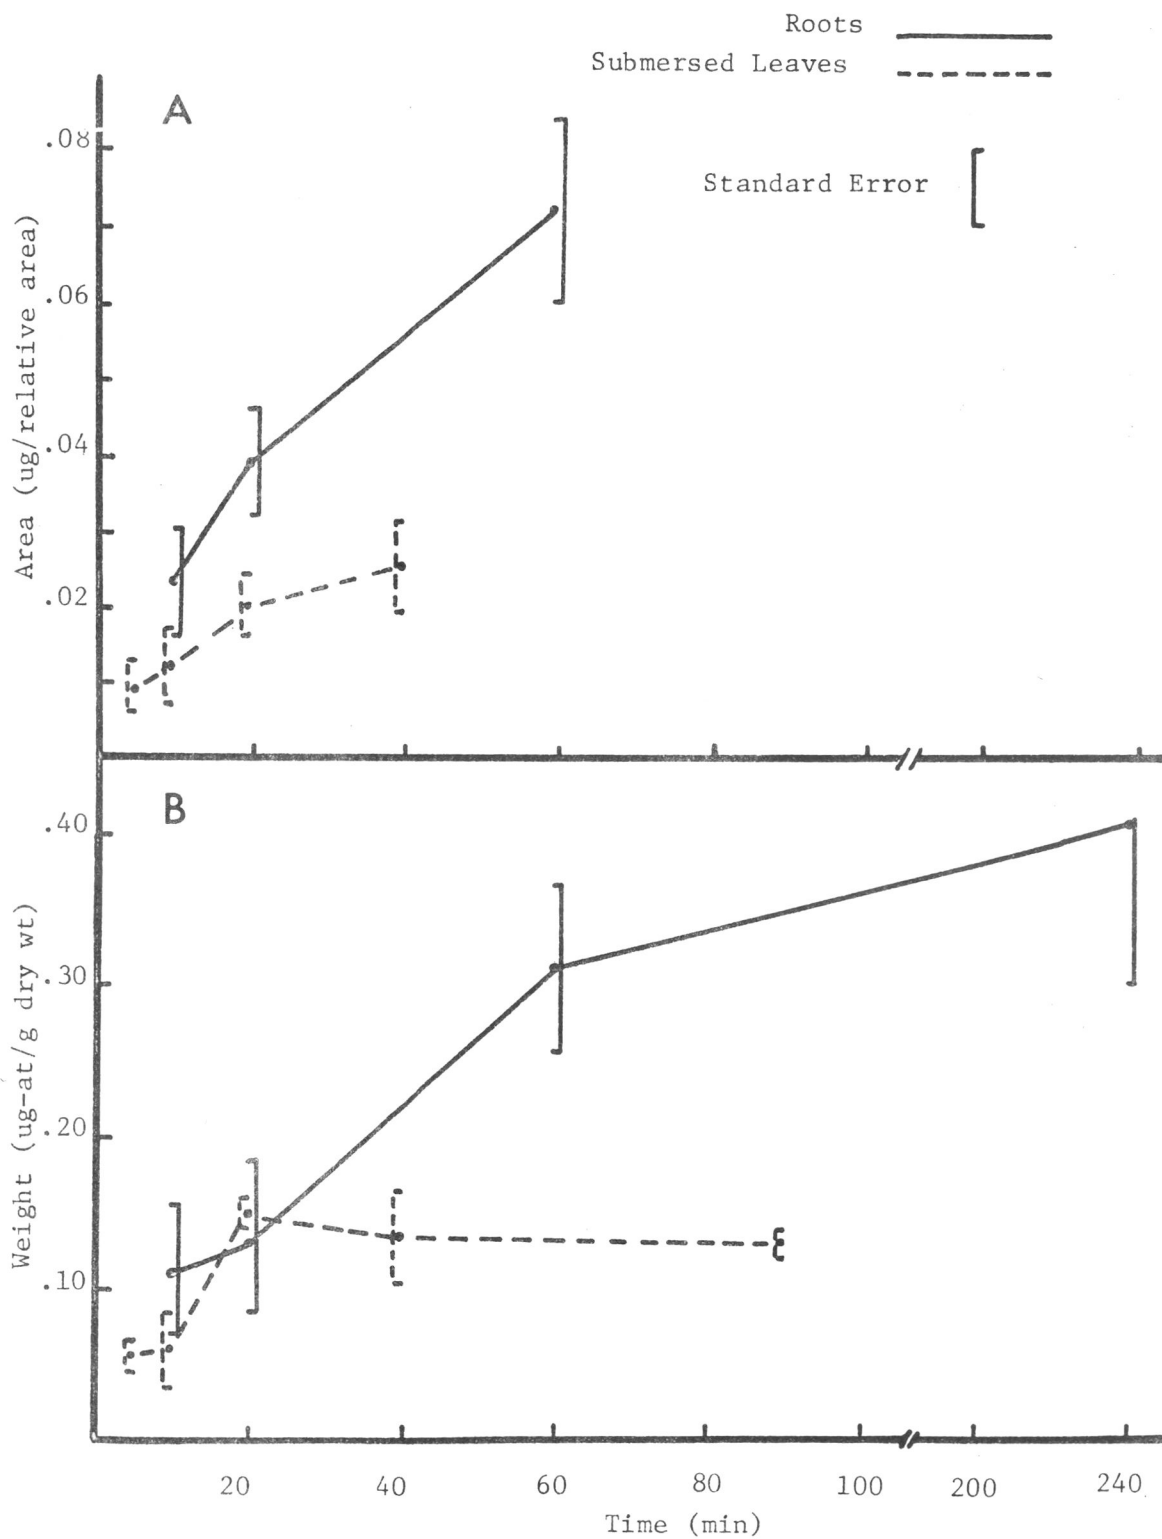 Roots
Submersed Leaves
Standard Error
A
.08
.06
.04
.02
Area (ug/relative area)
B
.40
.30
.20
.10
Weight (ug-at/g dry wt)
20 40 60 80 100 200 240
Time (min)